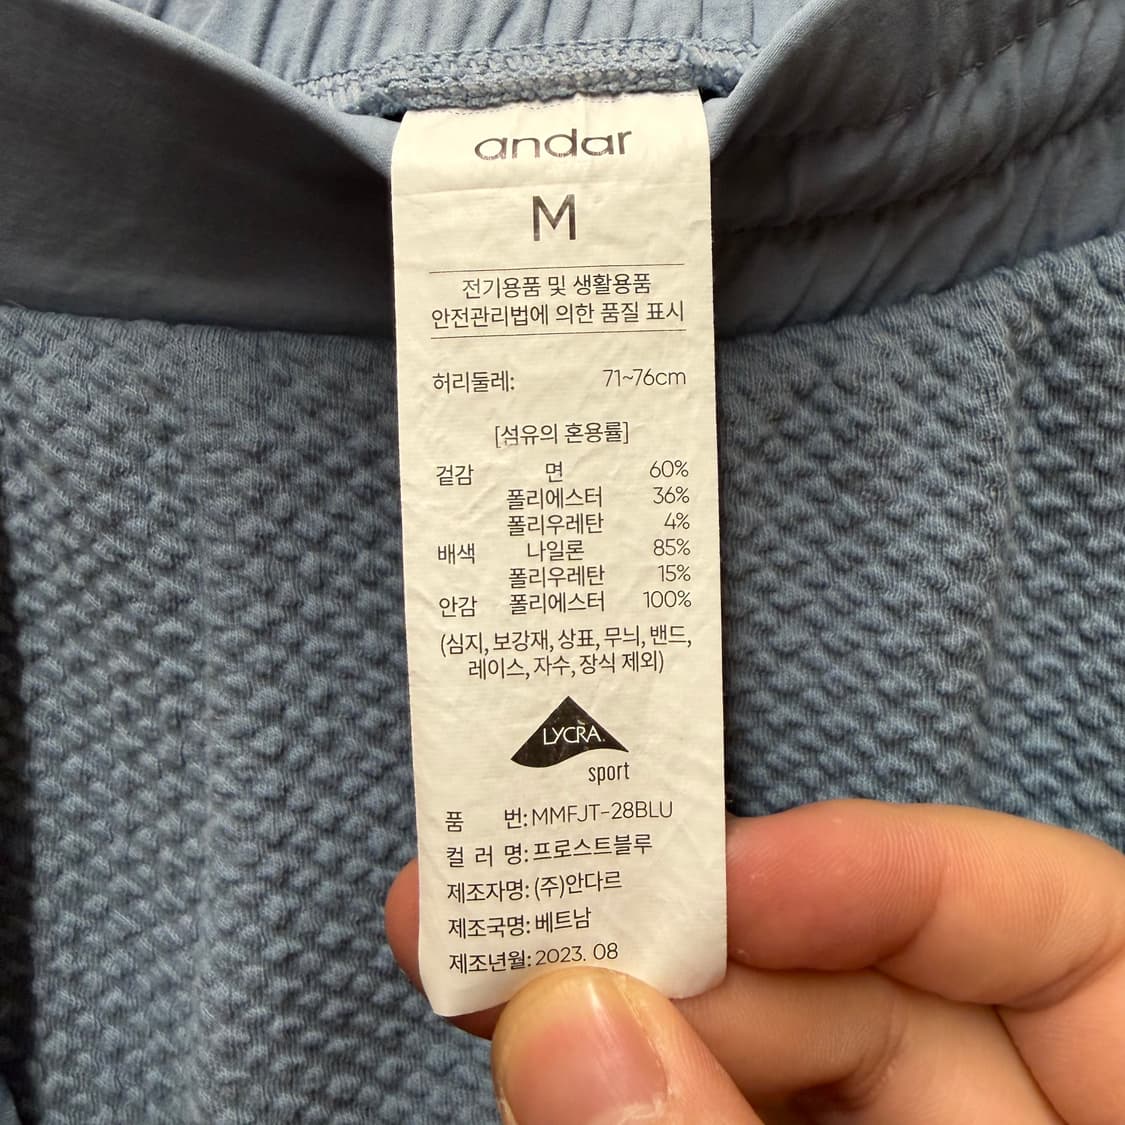 andar
M
전기용품 및 생활용품
안전관리법에 의한 품질 표시
허리둘레: 71~76cm
[섬유의 혼용률]
겉감 면 60%
폴리에스터 36%
폴리우레탄 4%
배색 나일론 85%
폴리우레탄 15%
안감 폴리에스터 100%
(심지, 보강재, 상표, 무늬, 밴드,
레이스, 자수, 장식 제외)
LYCRA.
sport
품 번: MMFJT-28BLU
컬 러 명: 프로스트블루
제조자명: (주)안다르
제조국명: 베트남
제조년월: 2023. 08